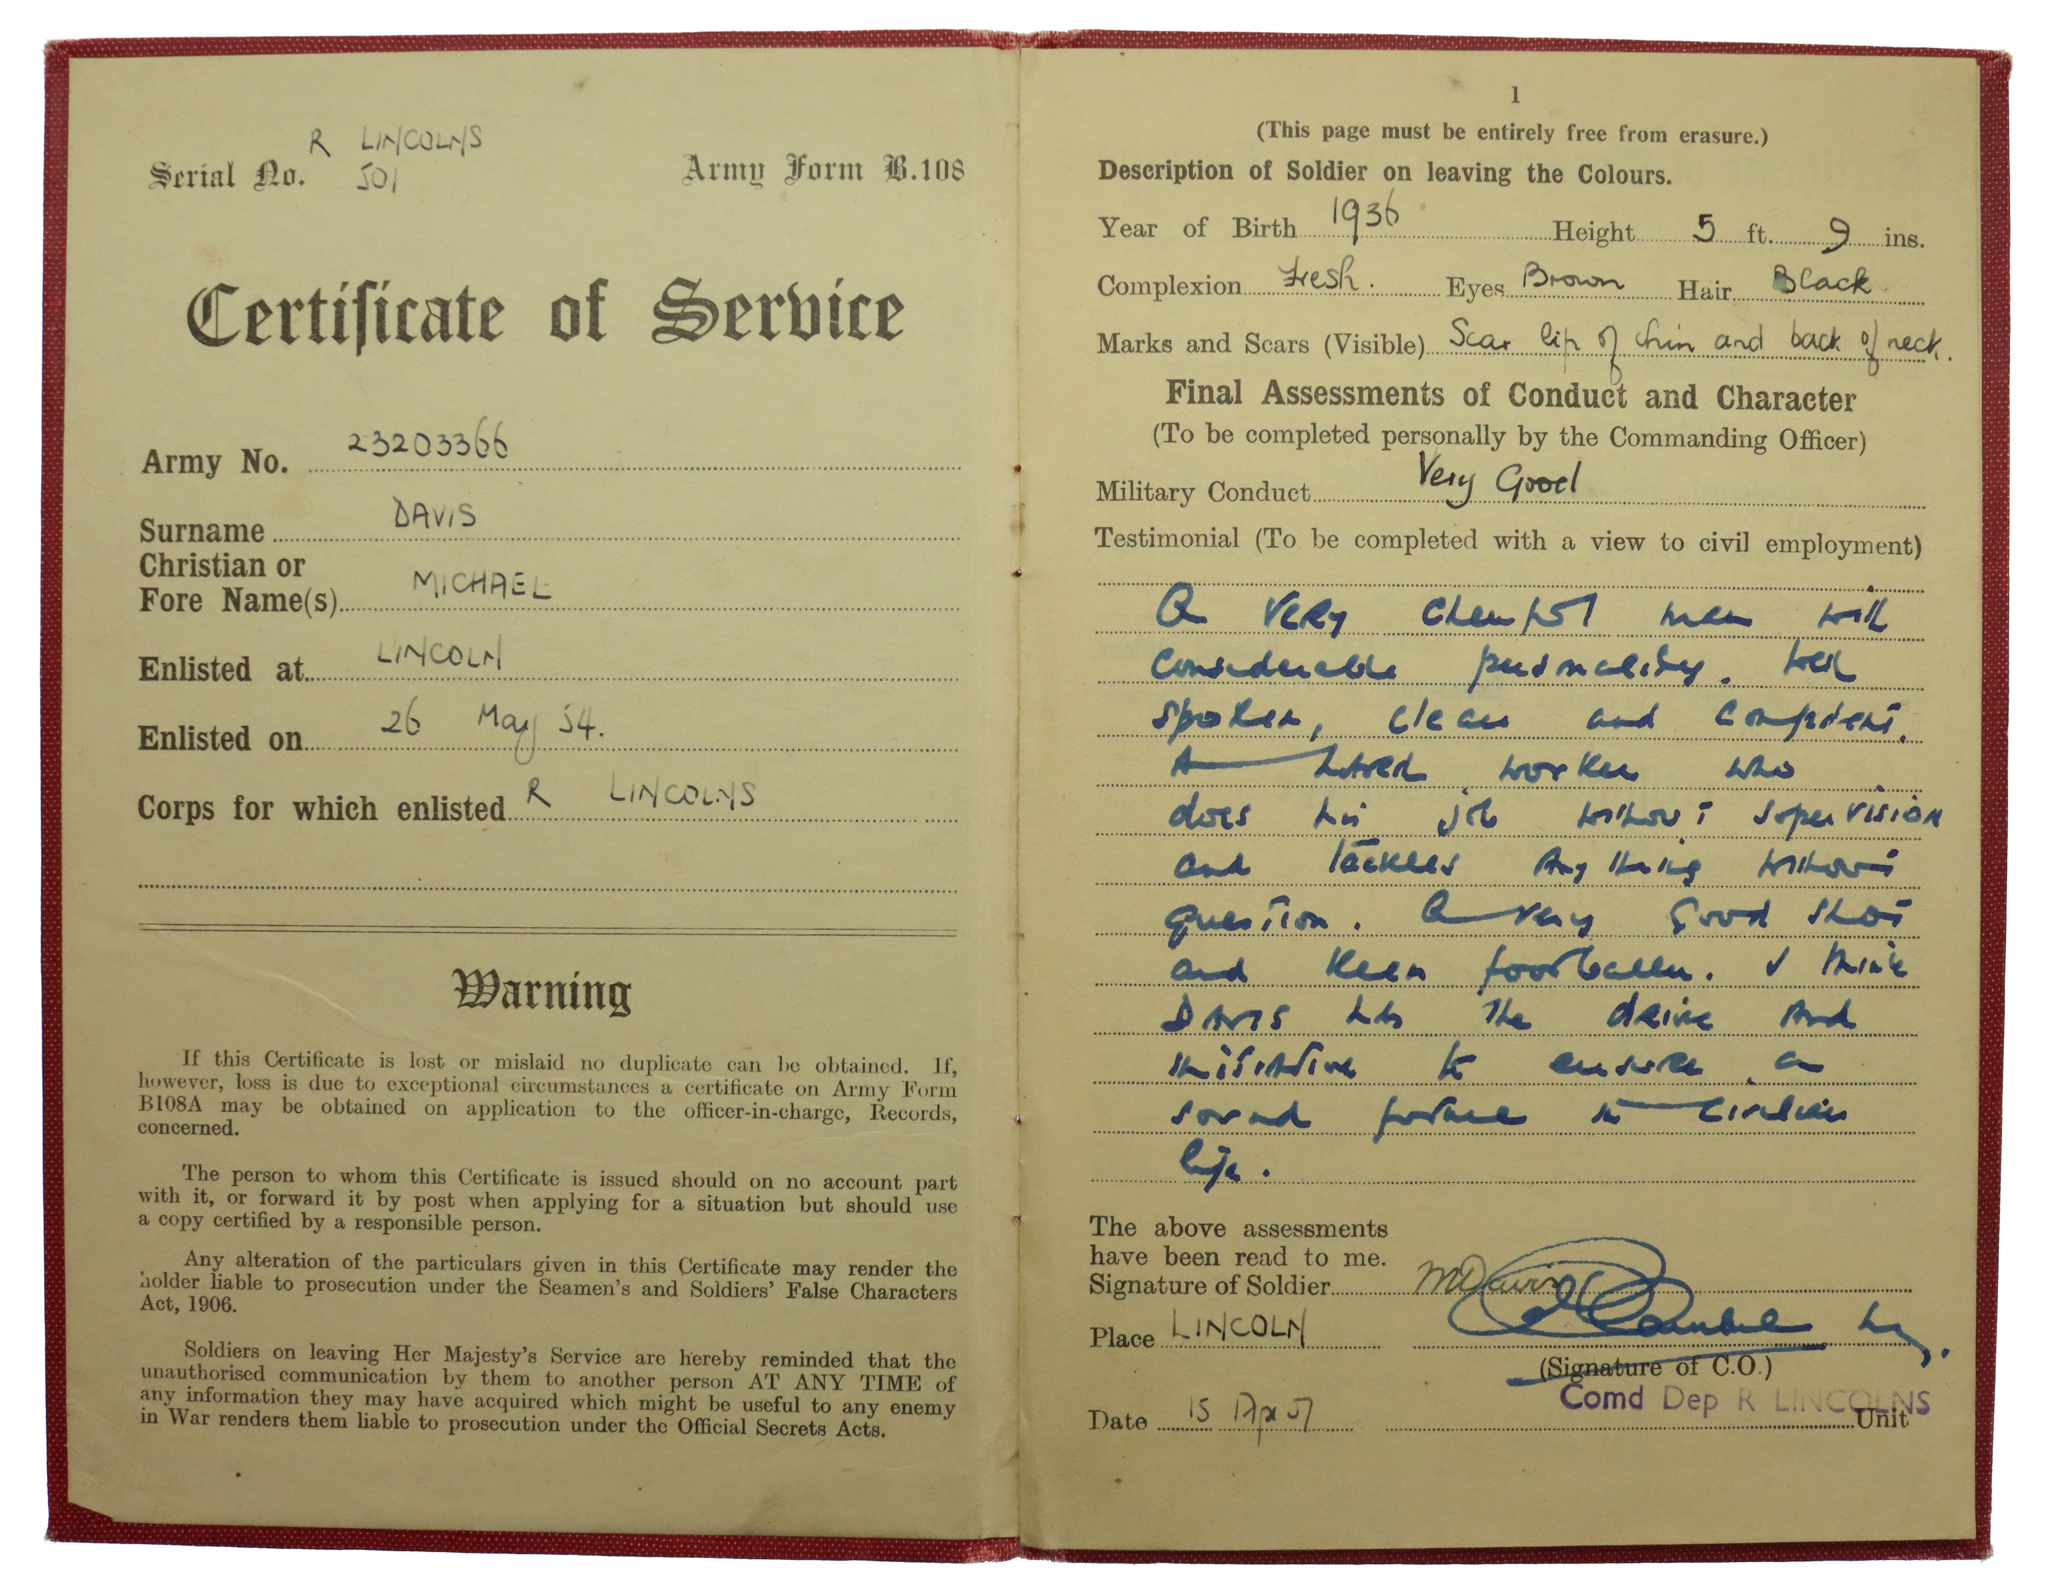 R LINCOLNS
Serial No. 501 Army Form B.108
Certificate of Service
Army No. 23203366
Surname DAVIS
Christian or
Fore Name(s) MICHAEL
Enlisted at LINCOLN
Enlisted on 26 May 54.
Corps for which enlisted R LINCOLNS
Warning
If this Certificate is lost or mislaid no duplicate can be obtained. If,
however, loss is due to exceptional circumstances a certificate on Army Form
B108A may be obtained on application to the officer-in-charge, Records,
concerned.
The person to whom this Certificate is issued should on no account part
with it, or forward it by post when applying for a situation but should use
a copy certified by a responsible person.
Any alteration of the particulars given in this Certificate may render the
holder liable to prosecution under the Seamen's and Soldiers' False Characters
Act, 1906.
Soldiers on leaving Her Majesty's Service are hereby reminded that the
unauthorised communication by them to another person AT ANY TIME of
any information they may have acquired which might be useful to any enemy
in War renders them liable to prosecution under the Official Secrets Acts.
1
(This page must be entirely free from erasure.)
Description of Soldier on leaving the Colours.
Year of Birth 1936 Height 5 ft. 9 ins.
Complexion Fresh. Eyes Brown Hair Black
Marks and Scars (Visible) Scar lip of chin and back of neck.
Final Assessments of Conduct and Character
(To be completed personally by the Commanding Officer)
Military Conduct Very Good
Testimonial (To be completed with a view to civil employment)
A very man with
considerable personality. Well
spoken, clean and competent.
A hard worker who
does his job without supervision
and tackles anything without
question. A very good shot
and keen footballer. I think
Davis has the drive and
initiative to ensure a
sound future in civilian
life.
The above assessments
have been read to me.
Signature of Soldier MDavis
Place LINCOLN
(Signature of C.O.)
Comd Dep R LINCOLNS
Date 15 Apr 57 Unit